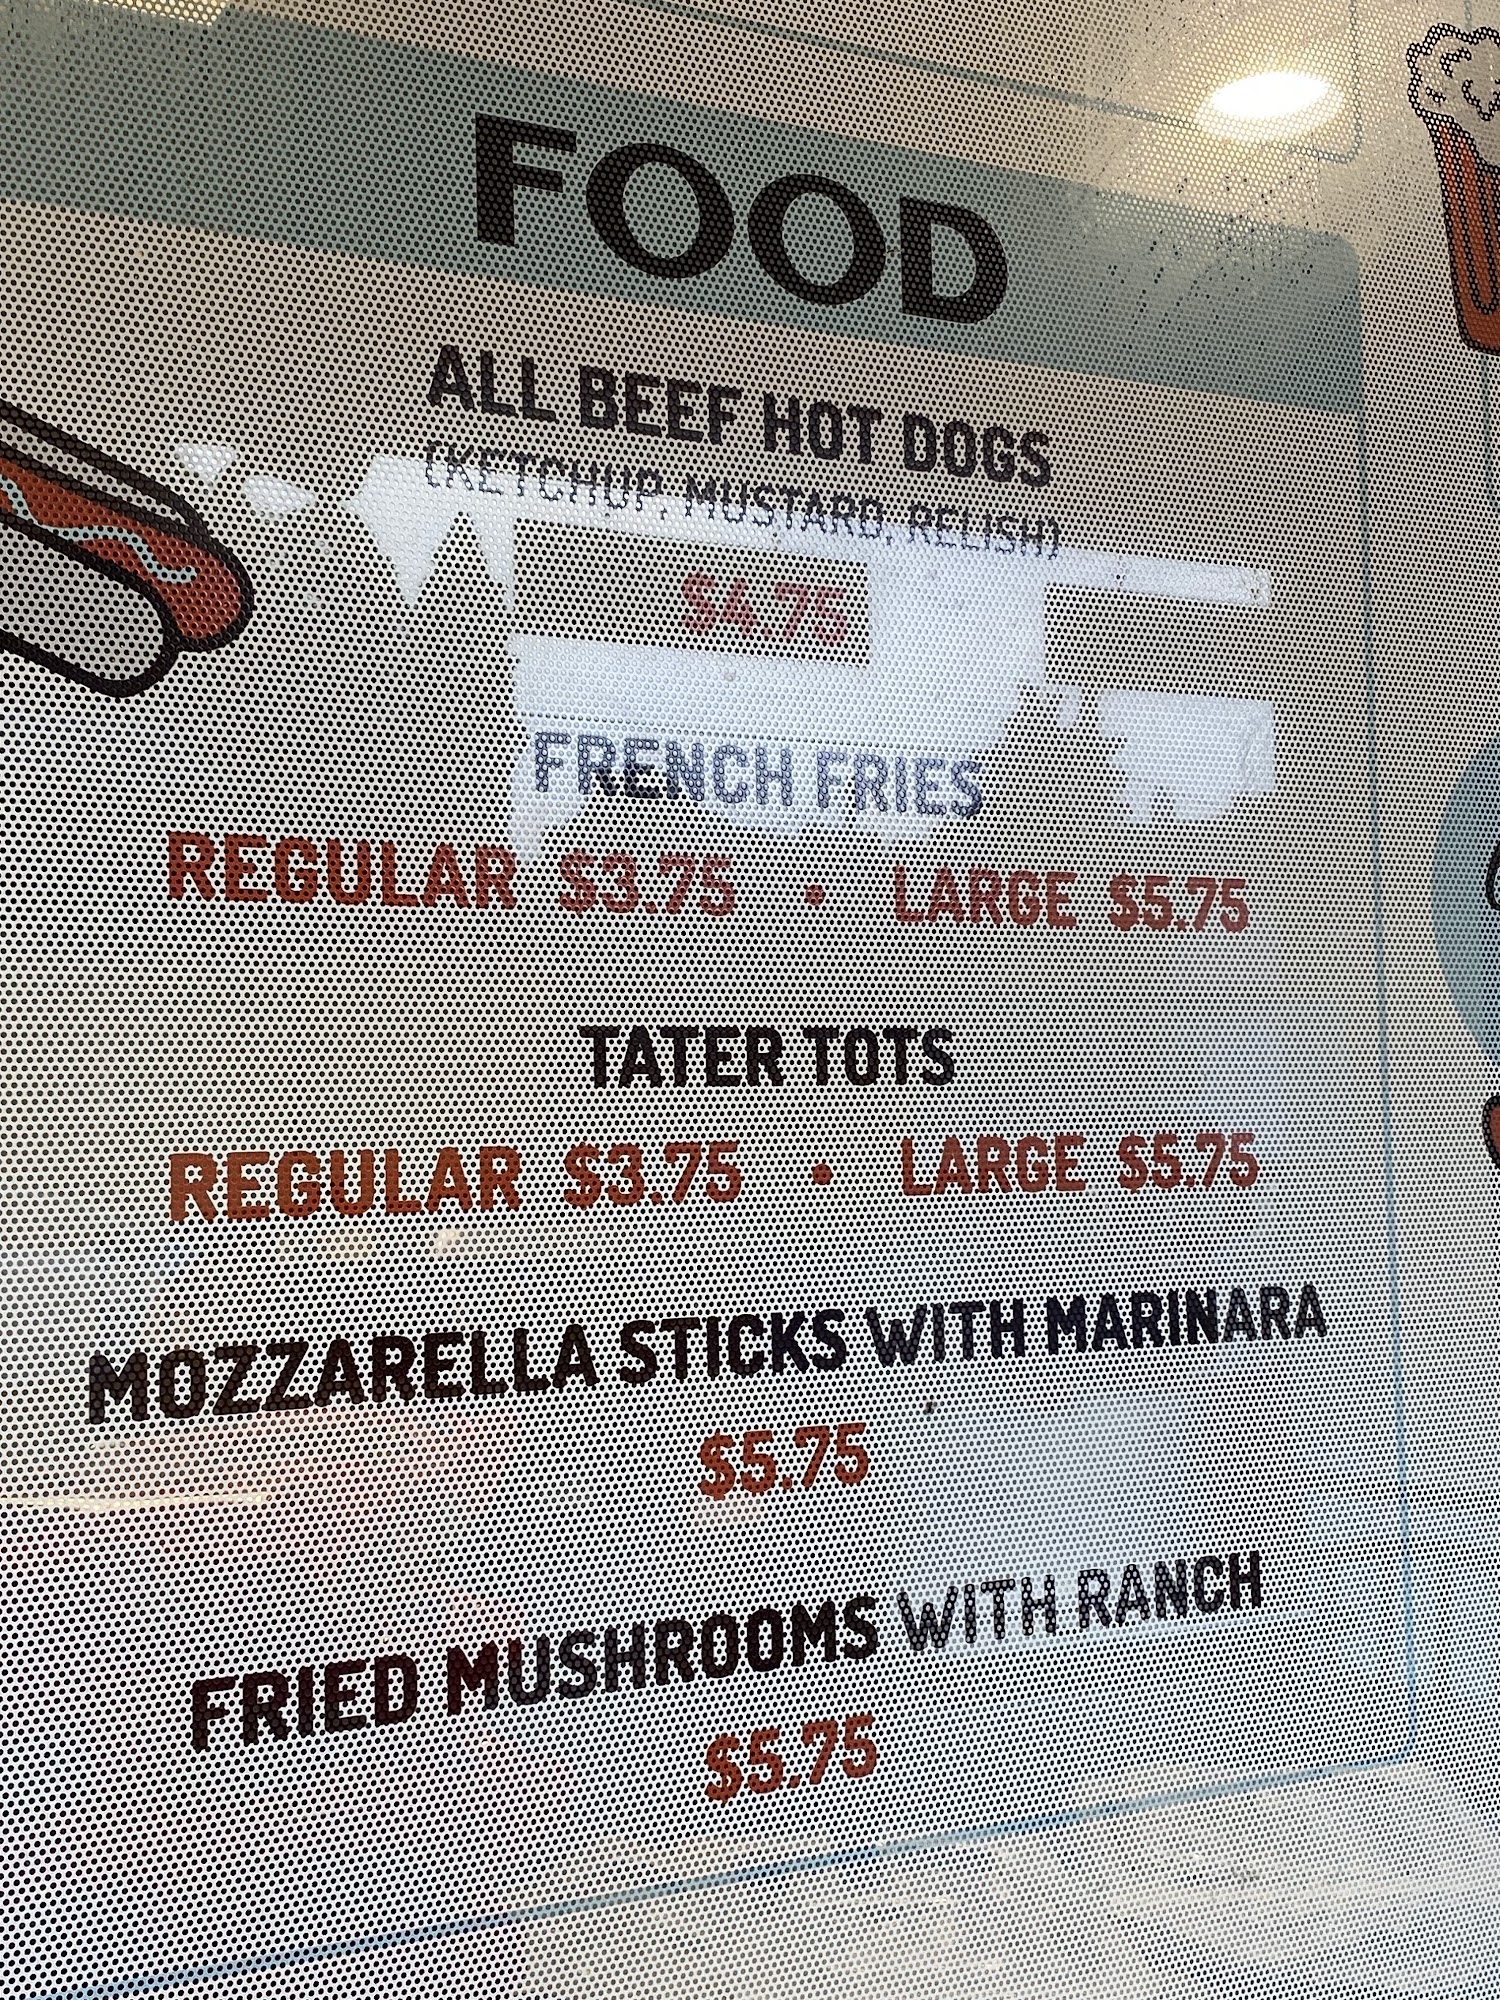 FOOD
ALL BEEF HOT DOGS
(KETCHUP, MUSTARD, RELISH)
$4.75
FRENCH FRIES
REGULAR $3.75 • LARGE $5.75
TATER TOTS
REGULAR $3.75 • LARGE $5.75
MOZZARELLA STICKS WITH MARINARA
$5.75
FRIED MUSHROOMS WITH RANCH
$5.75